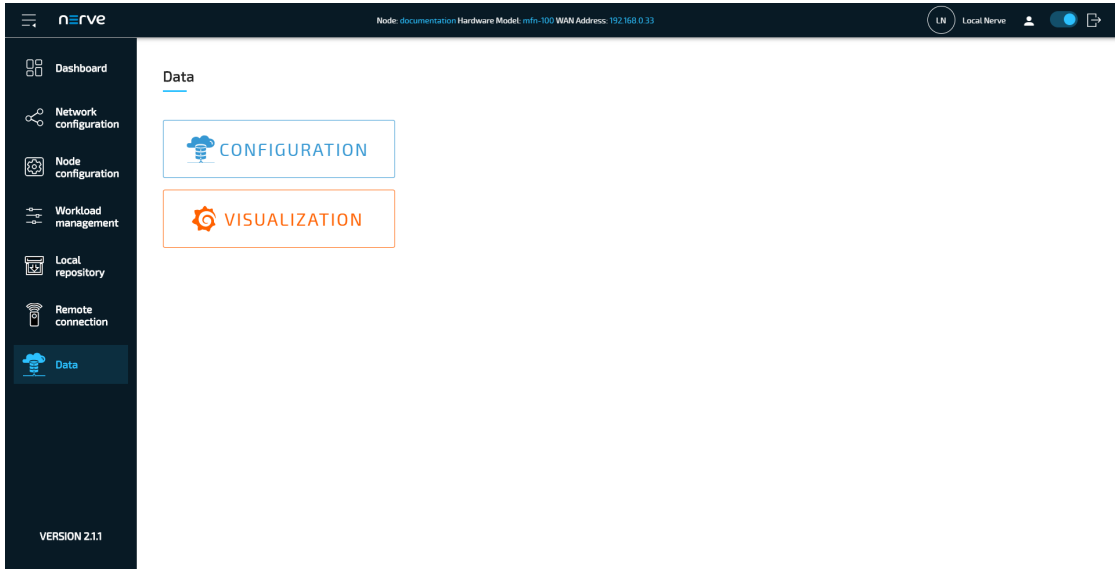 nerve
Node: documentation Hardware Model: mfn-100 WAN Address: 192.168.0.33
LN
Local Nerve
Dashboard
Network
configuration
Node
configuration
Workload
management
Local
repository
Remote
connection
Data
VERSION 2.1.1
Data
CONFIGURATION
VISUALIZATION